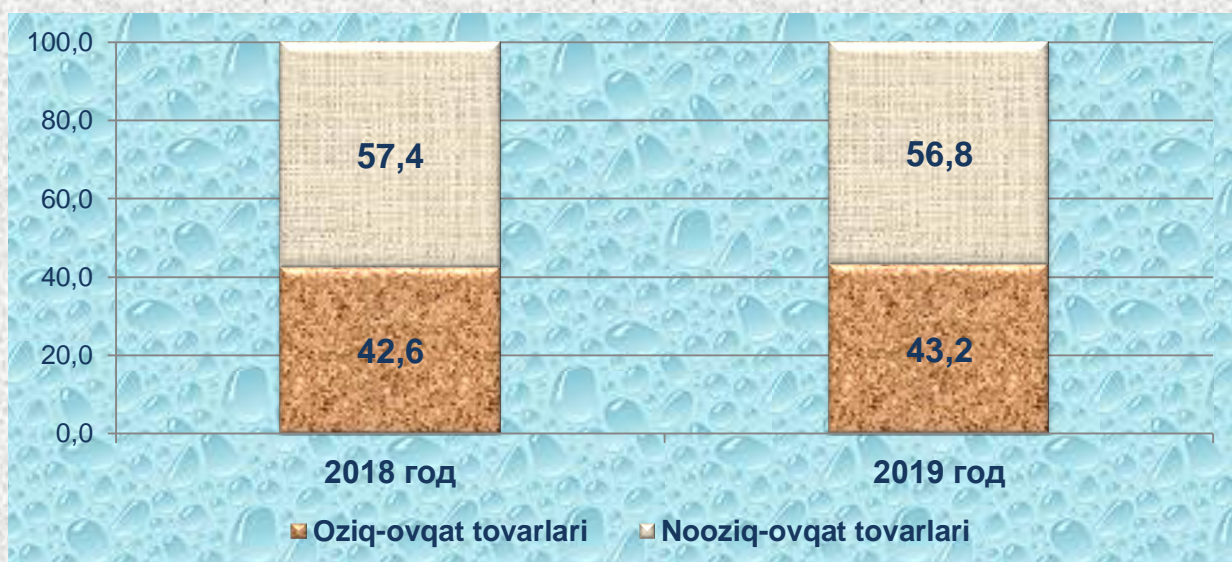 100,0
80,0
60,0
40,0
20,0
0,0
57,4
56,8
42,6
43,2
2018 год
2019 год
Oziq-ovqat tovarlari
Nooziq-ovqat tovarlari